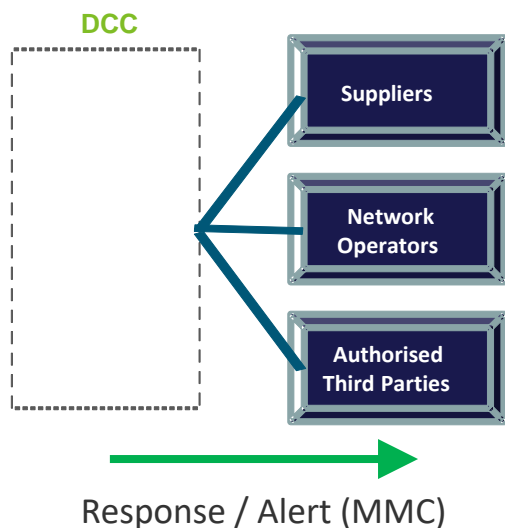 DCC
Suppliers
Network
Operators
Authorised
Third Parties
Response / Alert (MMC)